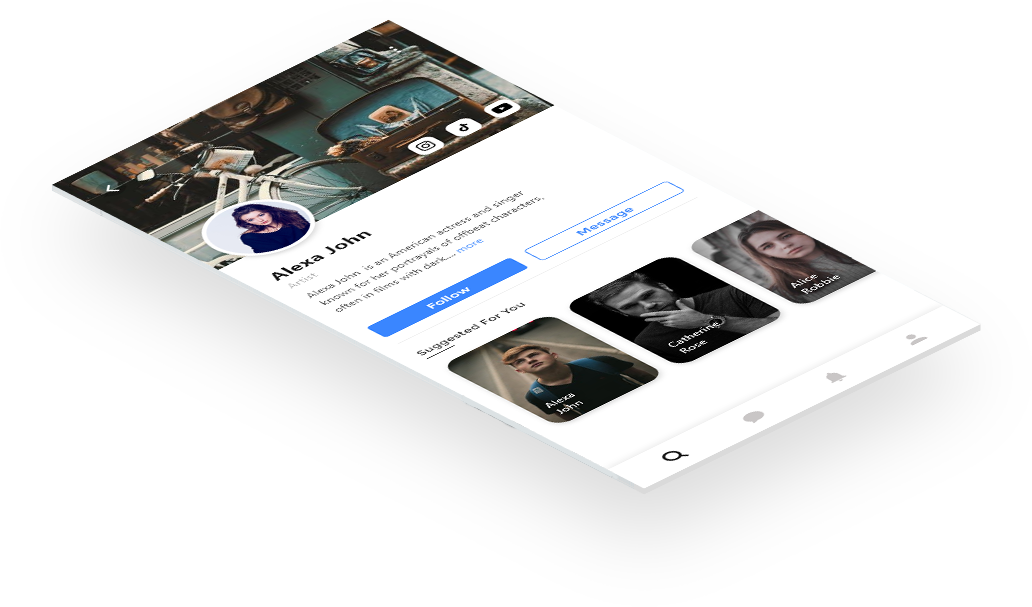 Alexa John
Artist
Alexa John is an American actress and singer
known for her portrayals of offbeat characters,
often in films with dark.... more
Follow
Message
Suggested For You
Alexa
John
Catherine
Rose
Alice
Robbie